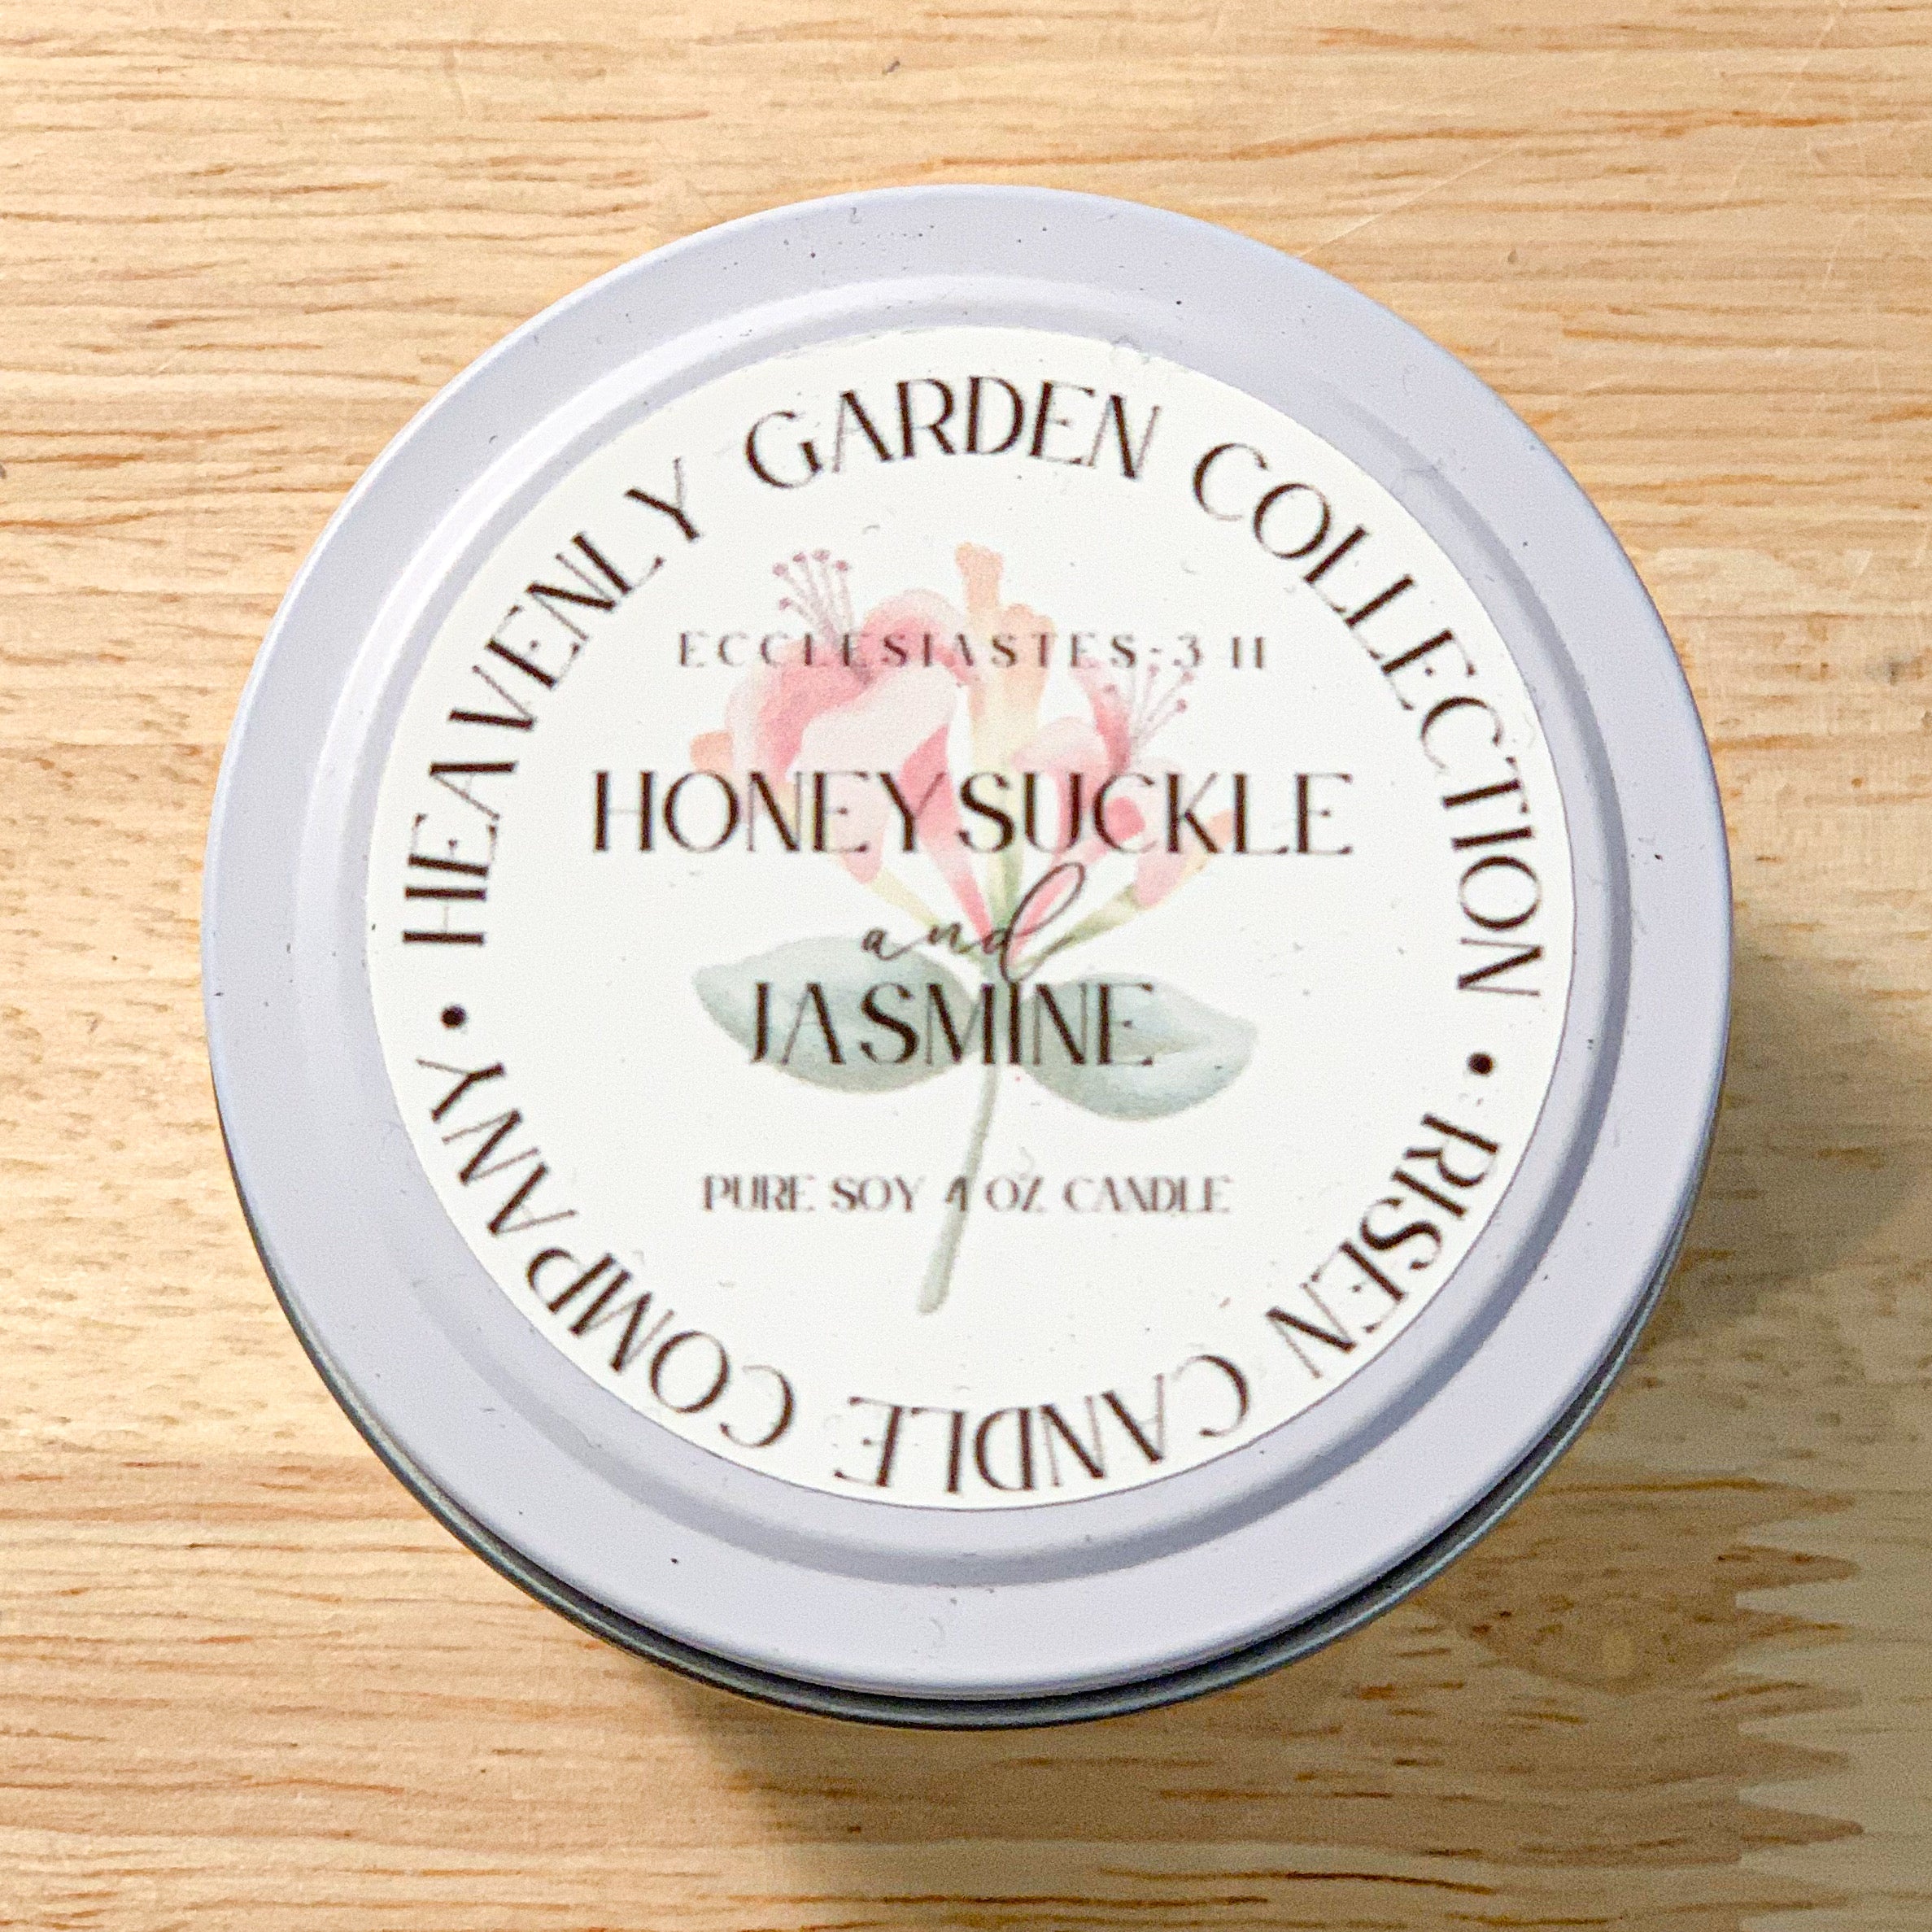 HEAVENLY GARDEN COLLECTION • RISEN CANDLE COMPANY •
ECCLESIASTES-3 11
HONEYSUCKLE
and
JASMINE
PURE SOY 4 OZ CANDLE